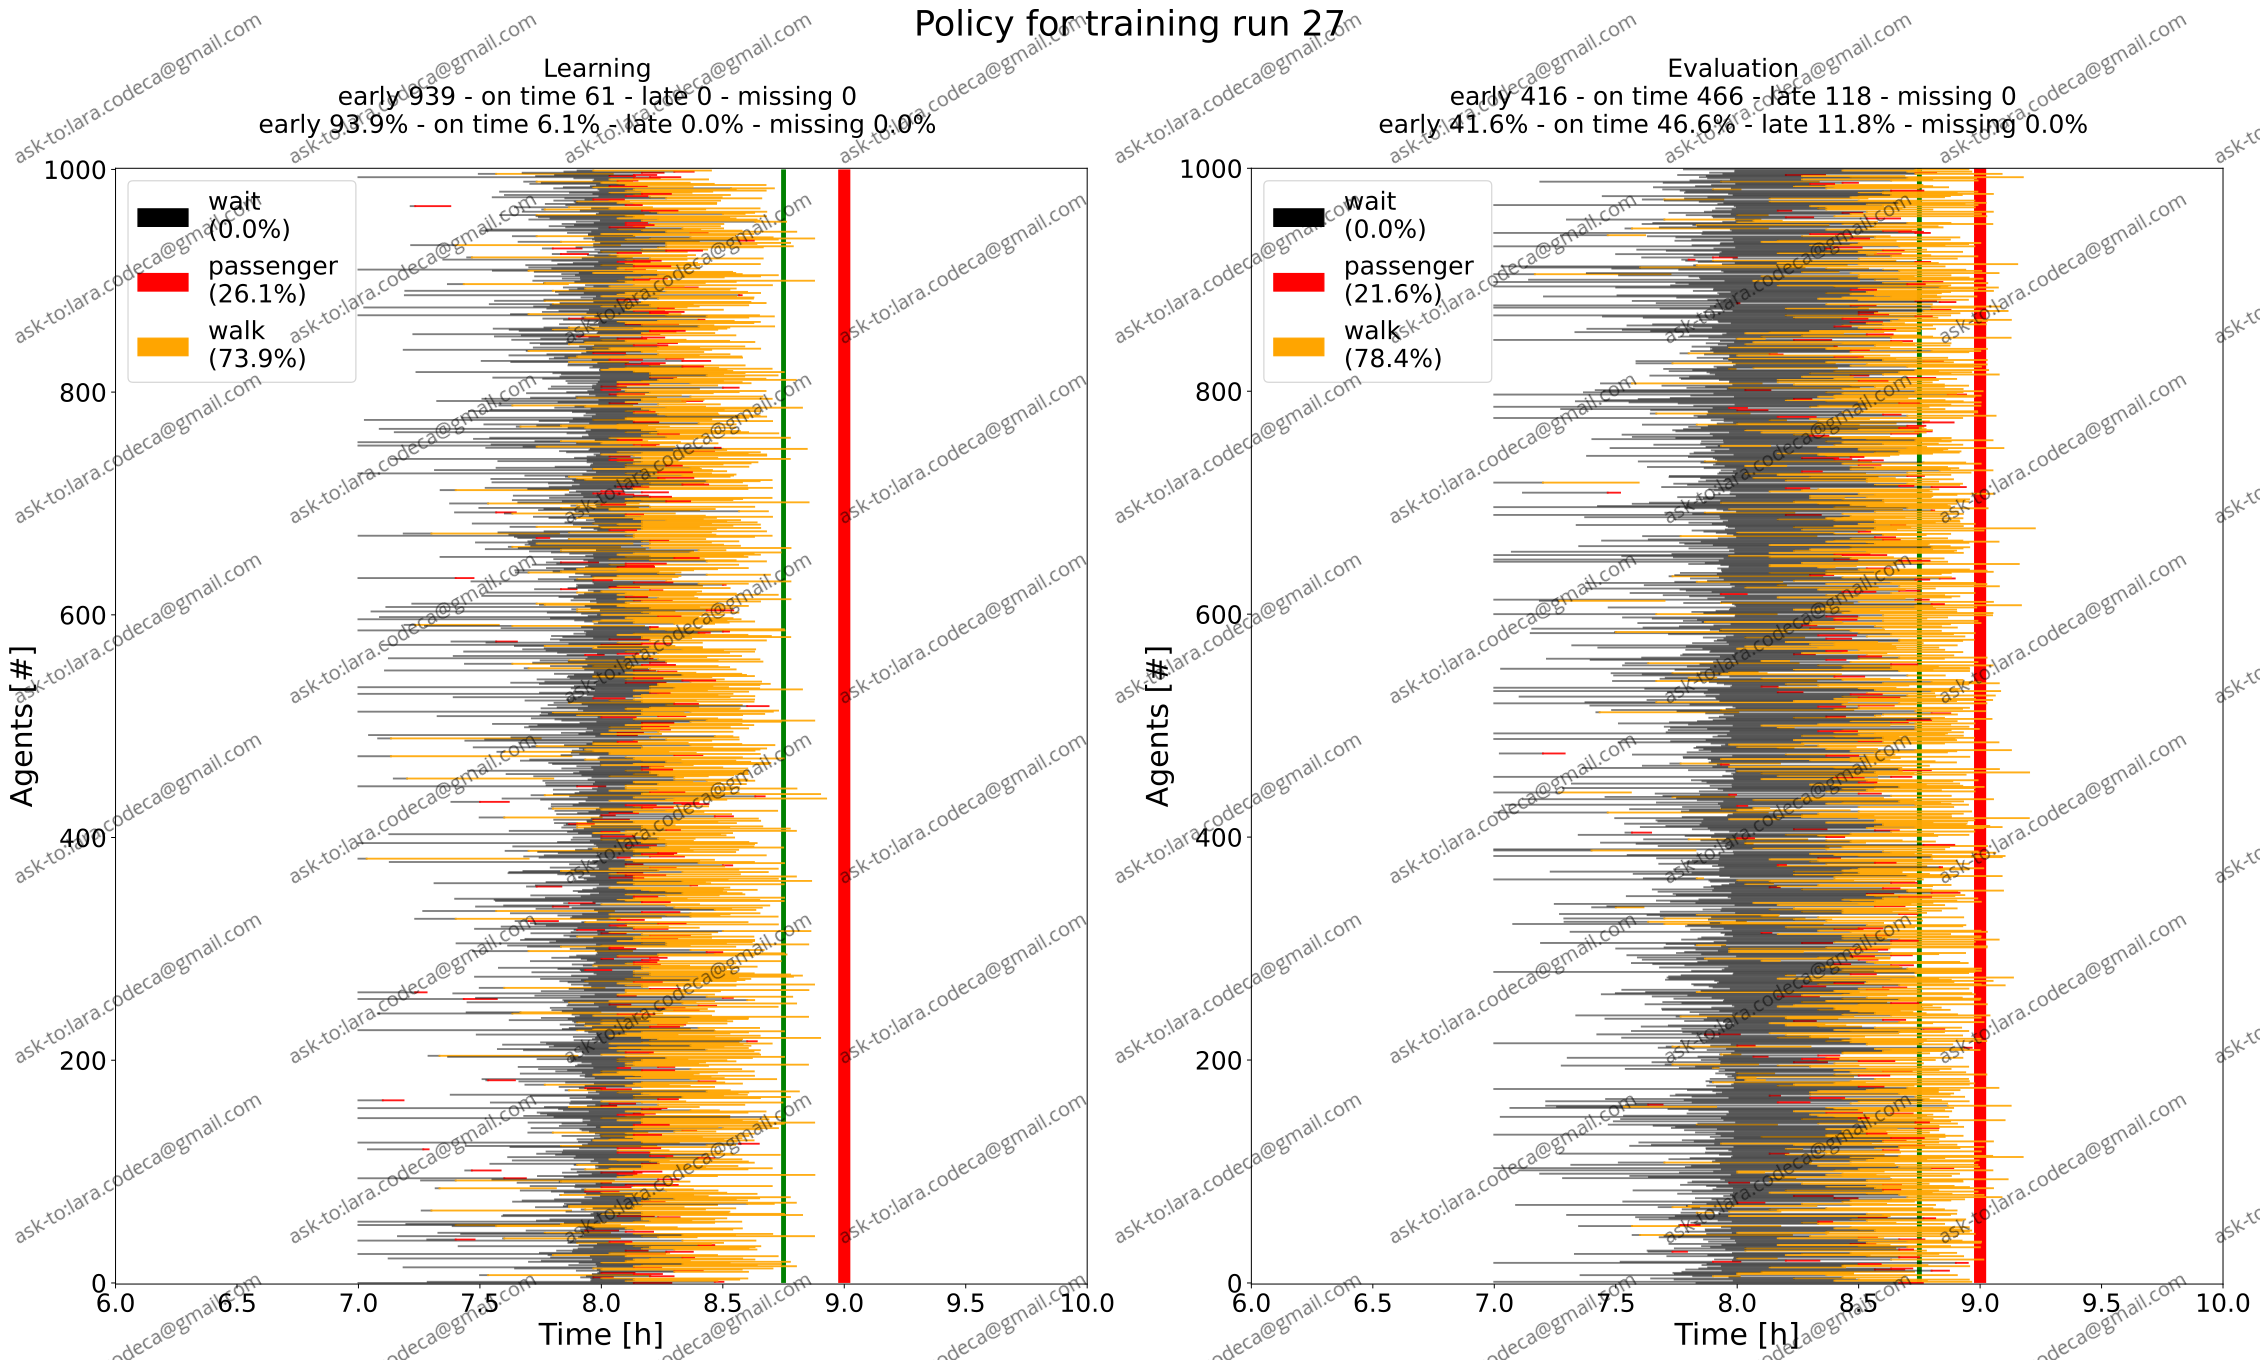 Policy for training run 27
Learning
early 939 - on time 61 - late 0 - missing 0
early 93.9% - on time 6.1% - late 0.0% - missing 0.0%
wait
(0.0%)
passenger
(26.1%)
walk
(73.9%)
Agents [#]
1000
800
600
400
200
0
6.0 6.5 7.0 7.5 8.0 8.5 9.0 9.5 10.0
Time [h]
Evaluation
early 416 - on time 466 - late 118 - missing 0
early 41.6% - on time 46.6% - late 11.8% - missing 0.0%
wait
(0.0%)
passenger
(21.6%)
walk
(78.4%)
Agents [#]
1000
800
600
400
200
0
6.0 6.5 7.0 7.5 8.0 8.5 9.0 9.5 10.0
Time [h]
ask-to:lara.codeca@gmail.com